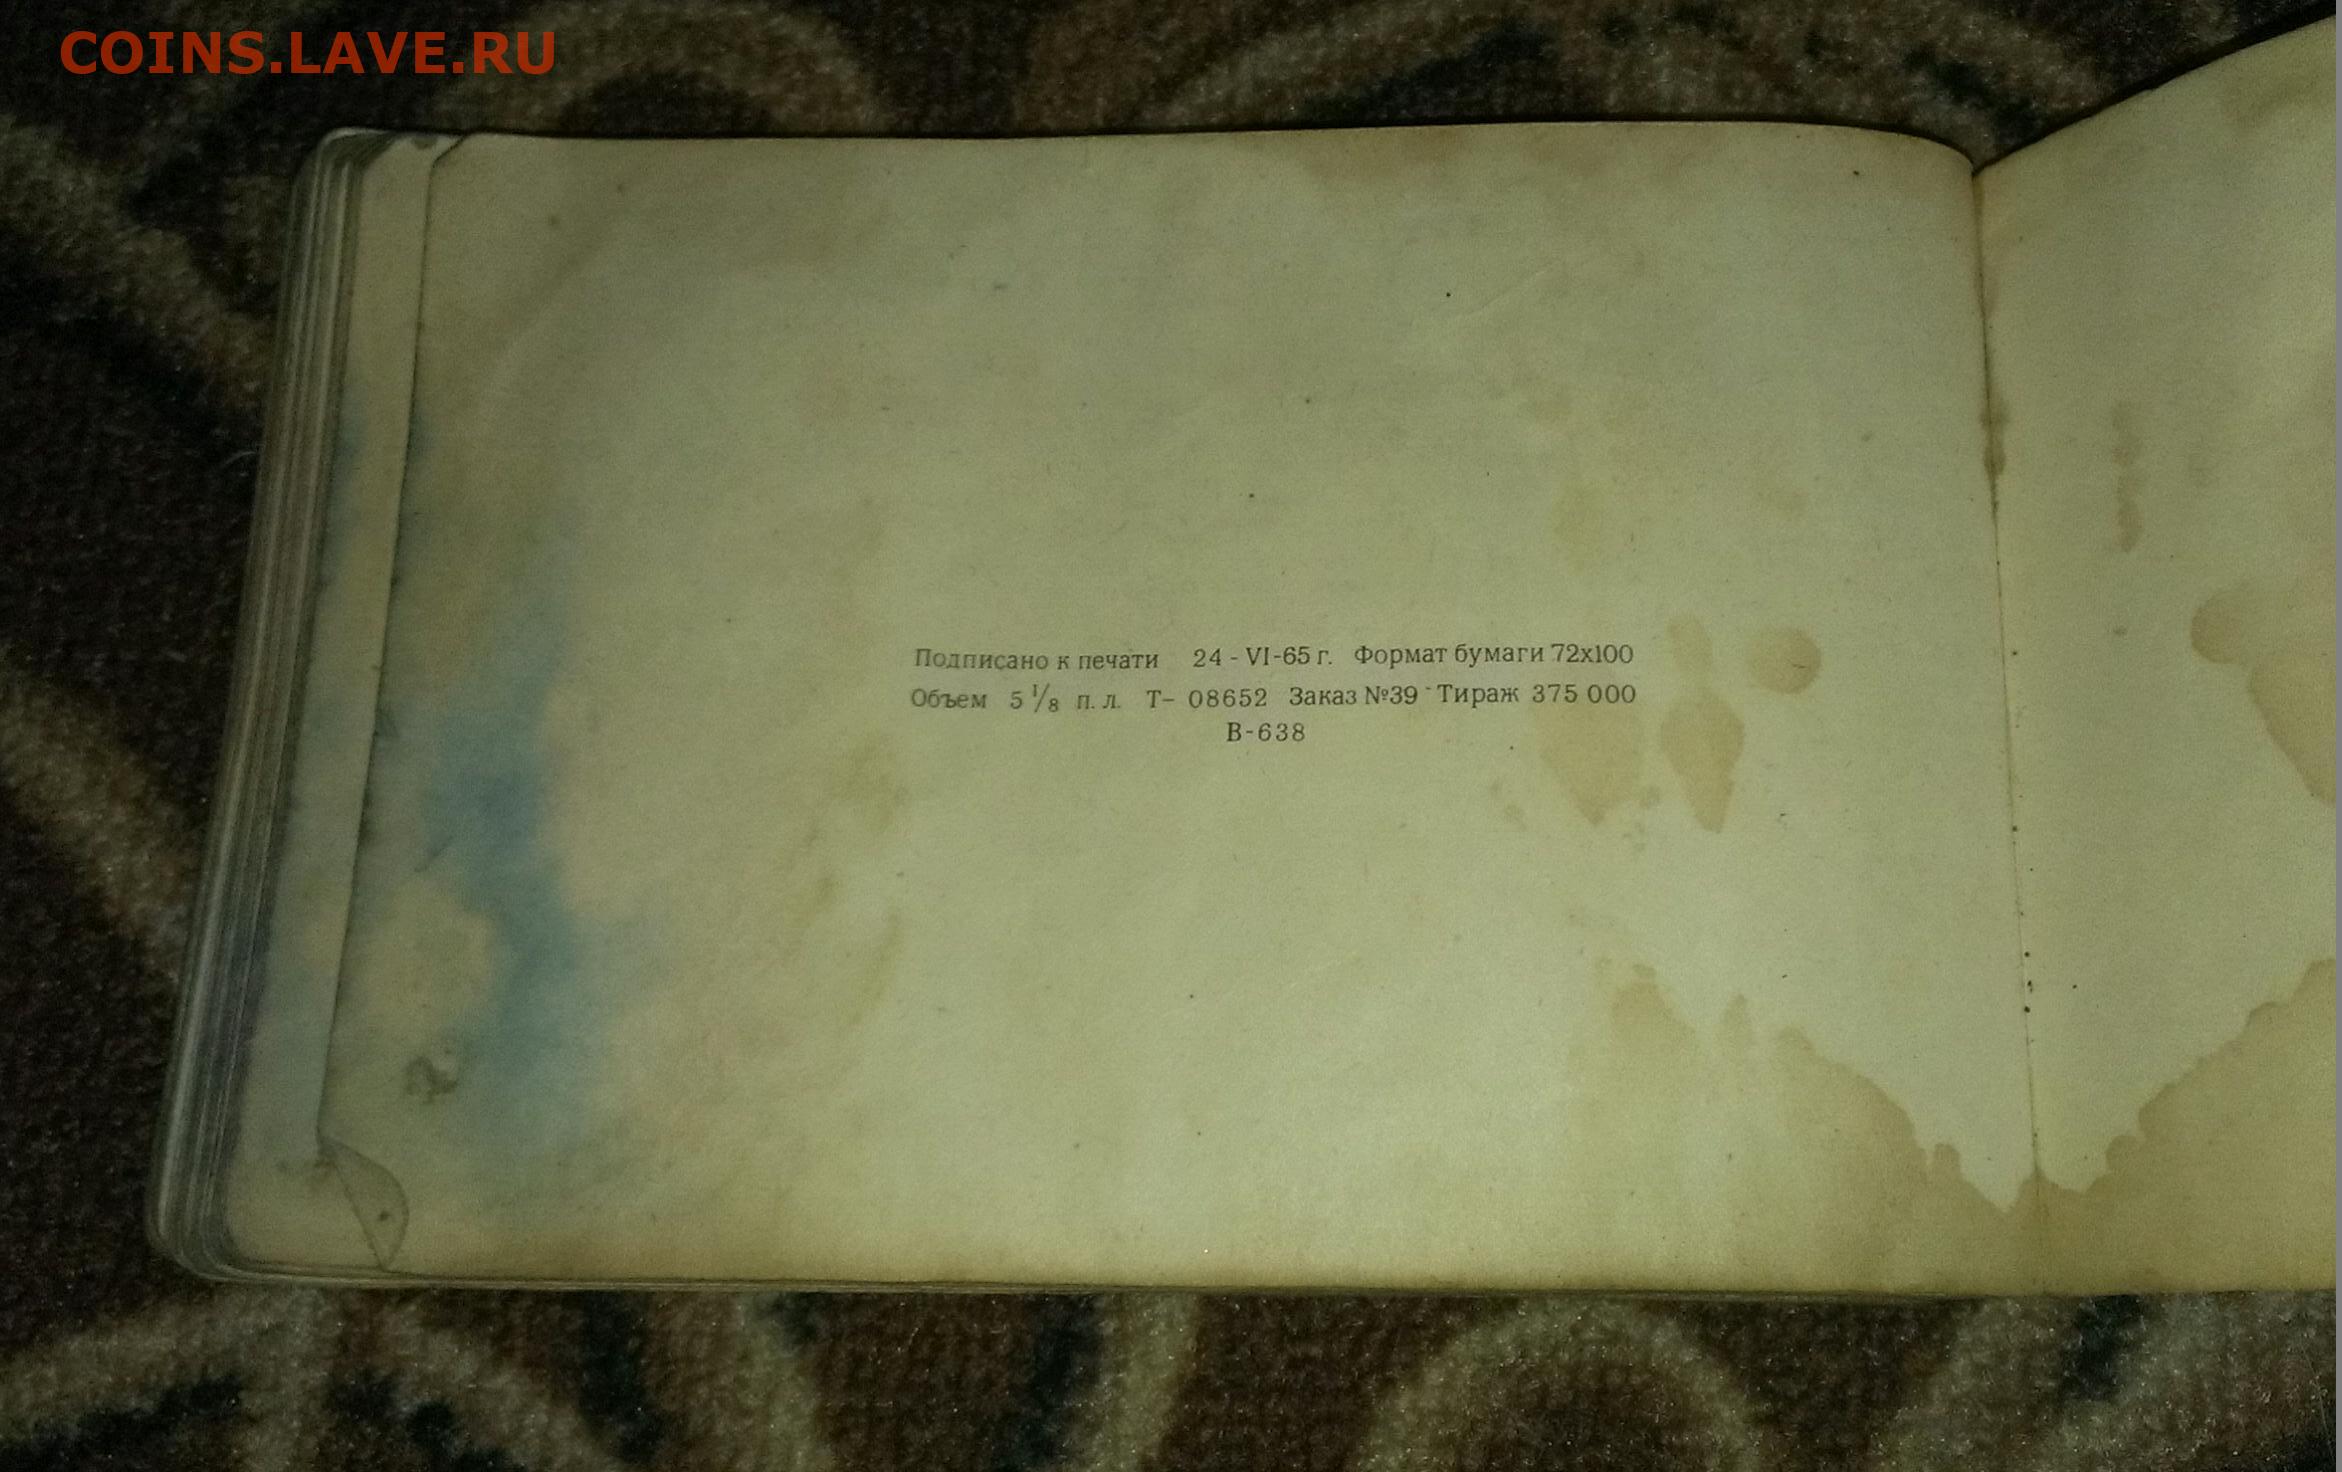 COINS.LAVE.RU
Подписано к печати 24 - VI-65 г. Формат бумаги 72х100
Объем 5 1/8 п. л. Т– 08652 Заказ №39 Тираж 375 000
В-638